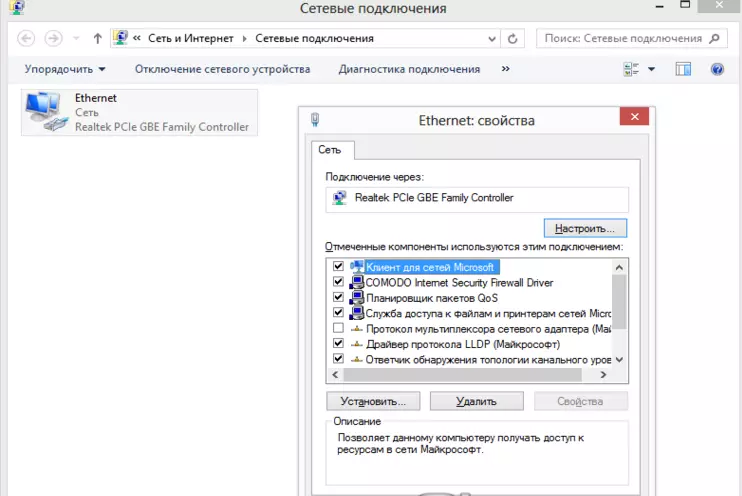 Сетевые подключения
« Сеть и Интернет Сетевые подключения Поиск: Сетевые подключения
Упорядочить Отключение сетевого устройства Диагностика подключения »
Ethernet
Сеть
Realtek PCIe GBE Family Controller
Ethernet: свойства
Сеть
Подключение через:
Realtek PCIe GBE Family Controller
Настроить...
Отмеченные компоненты используются этим подключением:
Клиент для сетей Microsoft
COMODO Internet Security Firewall Driver
Планировщик пакетов QoS
Служба доступа к файлам и принтерам сетей Micro
Протокол мультиплексора сетевого адаптера (Май
Драйвер протокола LLDP (Майкрософт)
Ответчик обнаружения топологии канального уров
Установить... Удалить Свойства
Описание
Позволяет данному компьютеру получать доступ к
ресурсам в сети Майкрософт.